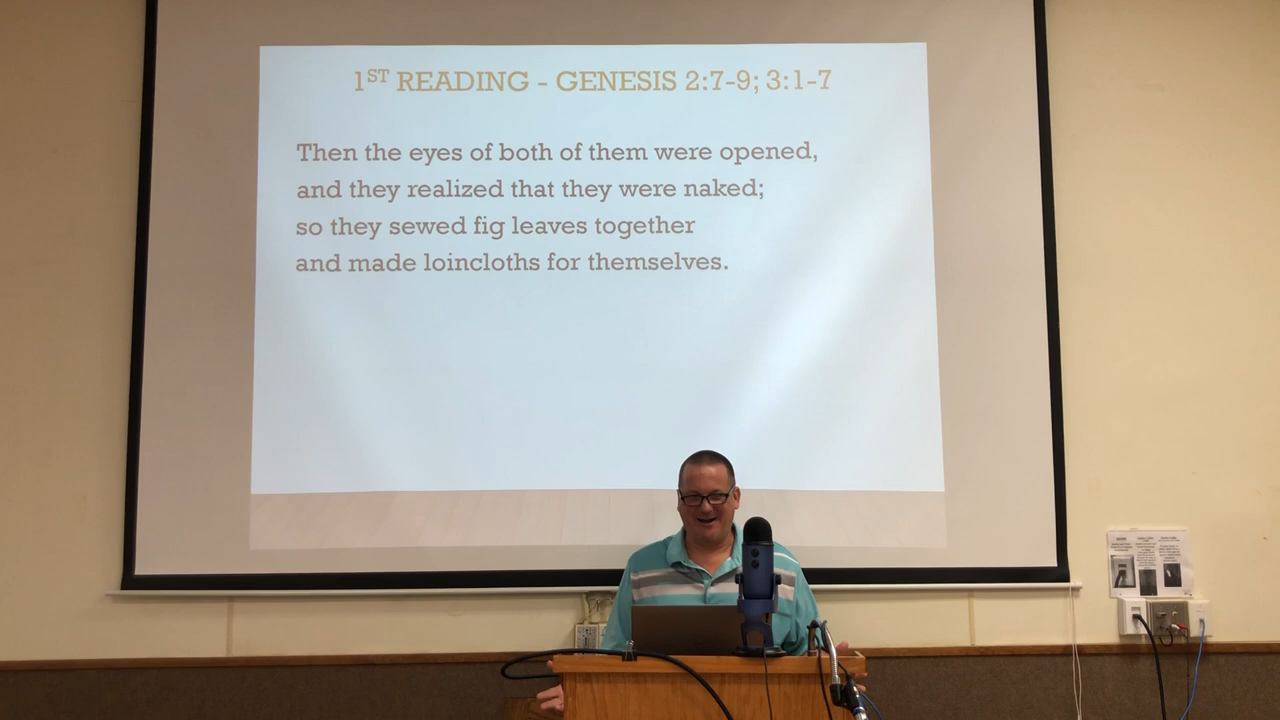 1ST READING - GENESIS 2:7-9; 3:1-7
Then the eyes of both of them were opened,
and they realized that they were naked;
so they sewed fig leaves together
and made loincloths for themselves.